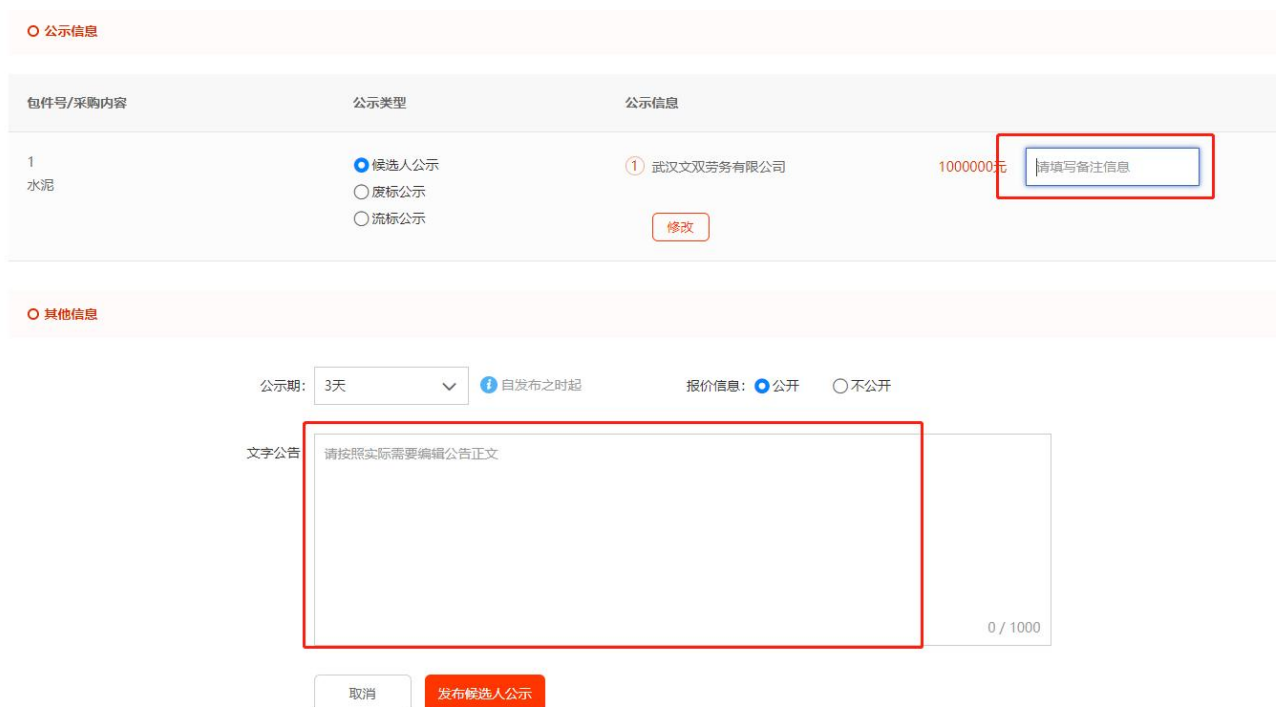 公示信息
包件号/采购内容 公示类型 公示信息
1 候选人公示 1 武汉文双劳务有限公司 1000000元 请填写备注信息
水泥 废标公示
流标公示
修改
其他信息
公示期: 3天 自发布之时起 报价信息: 公开 不公开
文字公告 请按照实际需要编辑公告正文
0 / 1000
取消 发布候选人公示